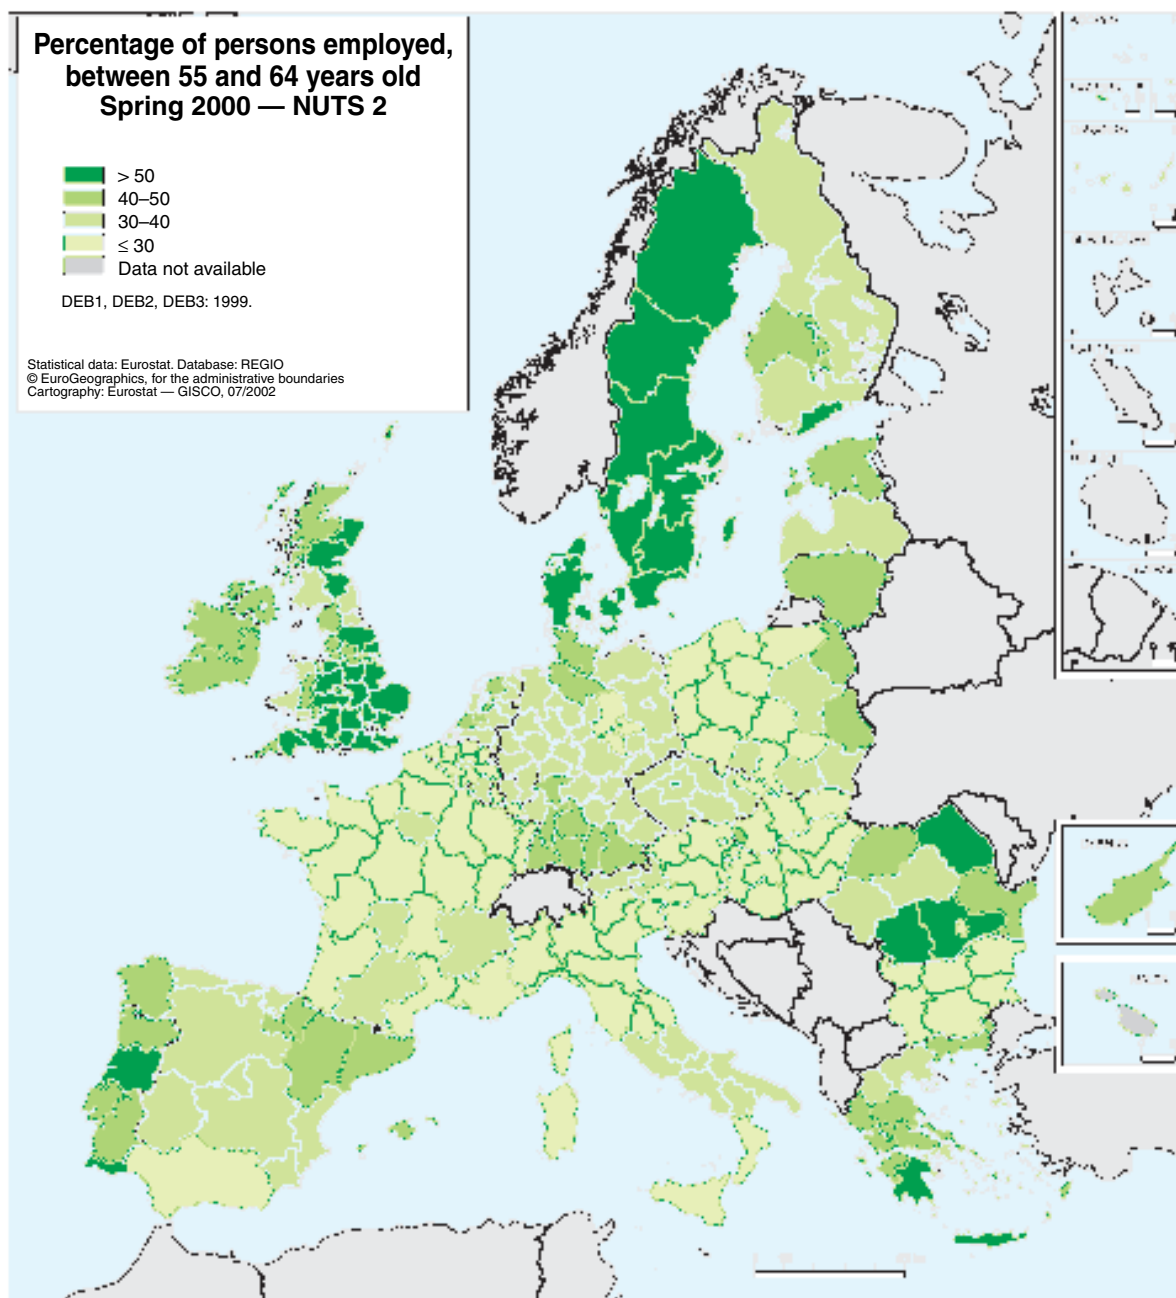 Percentage of persons employed,
between 55 and 64 years old
Spring 2000 — NUTS 2
> 50
40–50
30–40
≤ 30
Data not available
DEB1, DEB2, DEB3: 1999.
Statistical data: Eurostat. Database: REGIO
© EuroGeographics, for the administrative boundaries
Cartography: Eurostat — GISCO, 07/2002